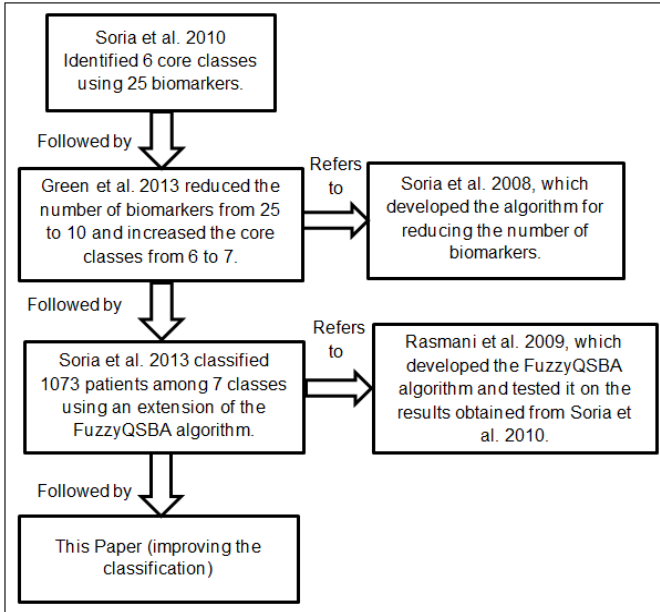 Soria et al. 2010
Identified 6 core classes
using 25 biomarkers.
Followed by
Green et al. 2013 reduced the
number of biomarkers from 25
to 10 and increased the core
classes from 6 to 7.
Refers
to
Soria et al. 2008, which
developed the algorithm for
reducing the number of
biomarkers.
Followed by
Soria et al. 2013 classified
1073 patients among 7 classes
using an extension of the
FuzzyQSBA algorithm.
Refers
to
Rasmani et al. 2009, which
developed the FuzzyQSBA
algorithm and tested it on the
results obtained from Soria et
al. 2010.
Followed by
This Paper (improving the
classification)